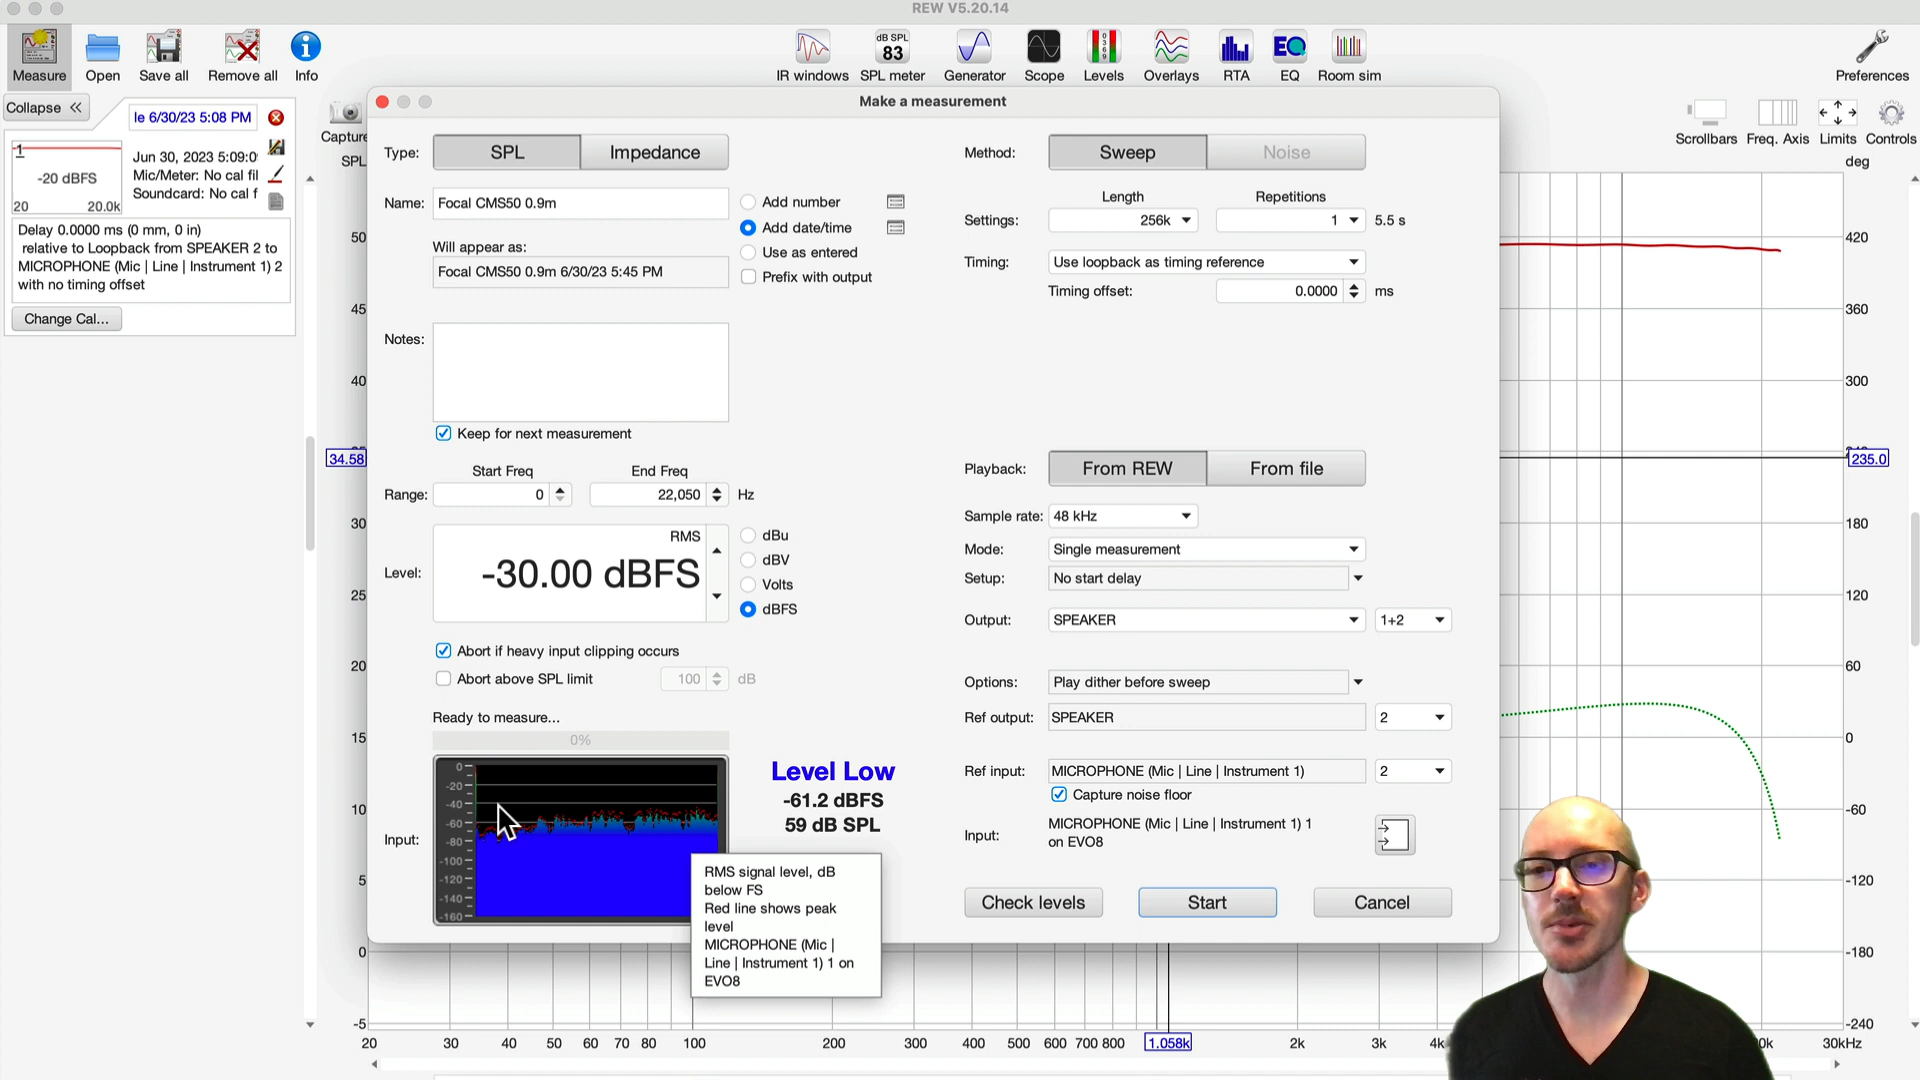 REW V5.20.14
Measure
Open
Save all
Remove all
Info
IR windows
dB SPL
83
SPL meter
Generator
Scope
0 3 6 9
Levels
Overlays
RTA
EQ
EQ
Room sim
Preferences
Collapse
le 6/30/23 5:08 PM
1
-20 dBFS
20 20.0k
Jun 30, 2023 5:09:0
Mic/Meter: No cal fil
Soundcard: No cal f
Delay 0.0000 ms (0 mm, 0 in)
relative to Loopback from SPEAKER 2 to
MICROPHONE (Mic | Line | Instrument 1) 2
with no timing offset
Change Cal...
Capture
SPL
Scrollbars
Freq. Axis
Limits
Controls
deg
Make a measurement
Type: SPL Impedance
Name: Focal CMS50 0.9m
Add number
Add date/time
Use as entered
Prefix with output
Will appear as:
Focal CMS50 0.9m 6/30/23 5:45 PM
Notes:
Keep for next measurement
Start Freq End Freq
Range: 0 22,050 Hz
Level: RMS
-30.00 dBFS
dBu
dBV
Volts
dBFS
Abort if heavy input clipping occurs
Abort above SPL limit 100 dB
Ready to measure...
0%
Input:
0
-20
-40
-60
-80
-100
-120
-140
-160
Level Low
-61.2 dBFS
59 dB SPL
RMS signal level, dB
below FS
Red line shows peak
level
MICROPHONE (Mic |
Line | Instrument 1) 1 on
EVO8
Method: Sweep Noise
Length Repetitions
Settings: 256k 1 5.5 s
Timing: Use loopback as timing reference
Timing offset: 0.0000 ms
Playback: From REW From file
Sample rate: 48 kHz
Mode: Single measurement
Setup: No start delay
Output: SPEAKER 1+2
Options: Play dither before sweep
Ref output: SPEAKER 2
Ref input: MICROPHONE (Mic | Line | Instrument 1) 2
Capture noise floor
Input: MICROPHONE (Mic | Line | Instrument 1) 1
on EVO8
Check levels Start Cancel
50
45
40
34.58
30
25
20
15
10
5
0
-5
420
360
300
235.0
180
120
60
0
-60
-120
-180
-240
20 30 40 50 60 70 80 100 200 300 400 500 600 700 800 1.058k 2k 3k 4k 0k 30kHz